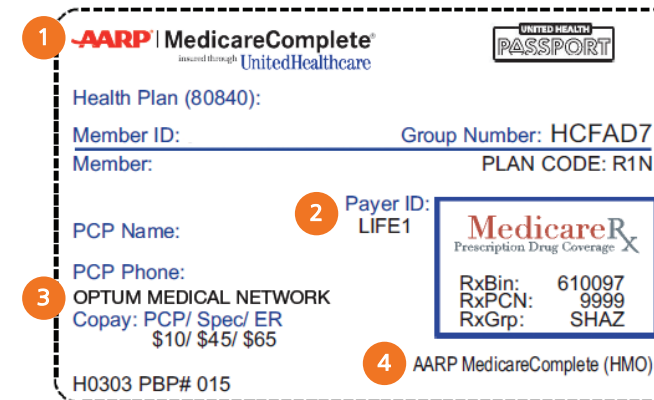 1
AARP | MedicareComplete®
insured through UnitedHealthcare
UNITED HEALTH
PASSPORT
Health Plan (80840):
Member ID:
Group Number: HCFAD7
Member:
PLAN CODE: R1N
2
Payer ID:
LIFE1
MedicareRx
Prescription Drug Coverage
PCP Name:
RxBin: 610097
RxPCN: 9999
RxGrp: SHAZ
PCP Phone:
3
OPTUM MEDICAL NETWORK
Copay: PCP/ Spec/ ER
$10/ $45/ $65
4
AARP MedicareComplete (HMO)
H0303 PBP# 015